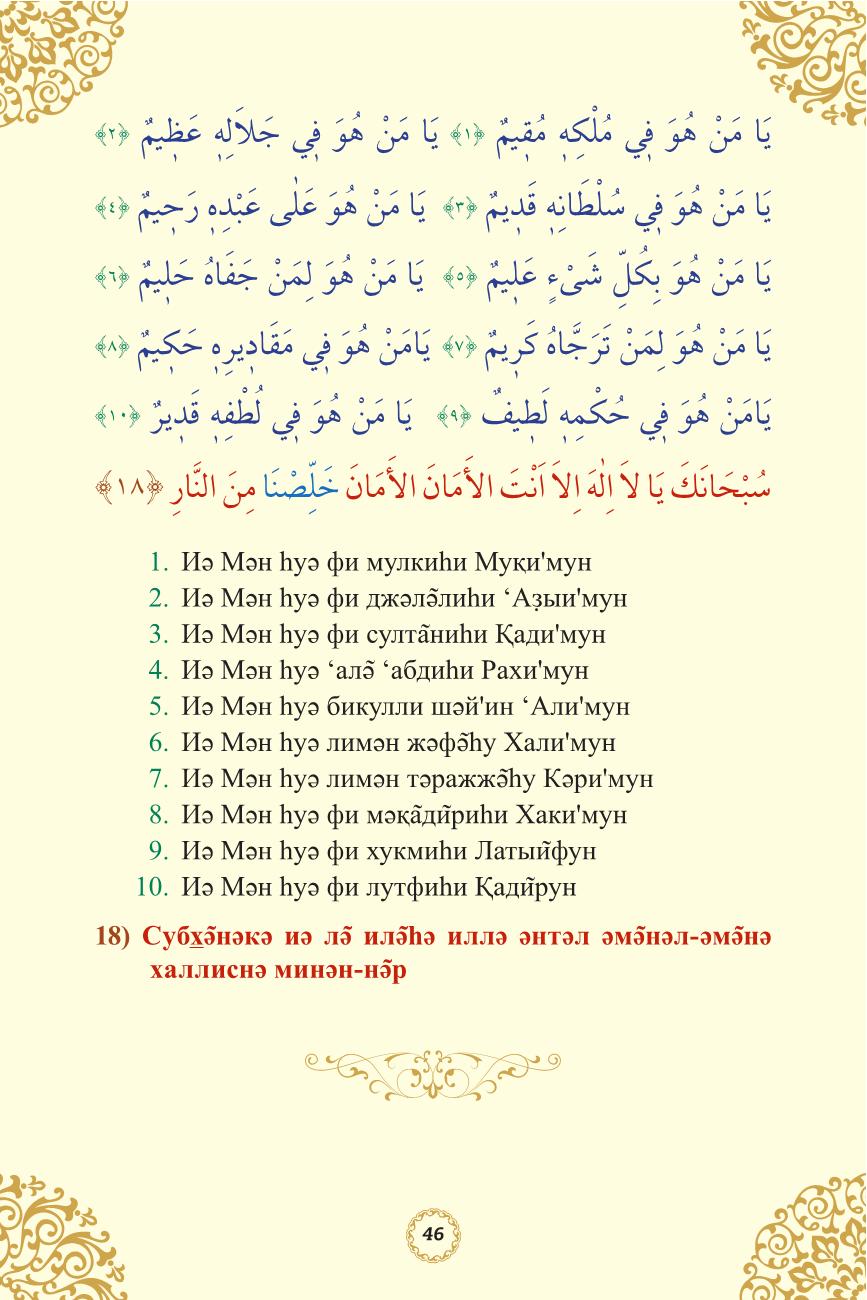 يَا مَنْ هُوَ فِي مُلْكِهِ مُقِيمٌ ﴿١﴾ يَا مَنْ هُوَ فِي جَلاَلِهِ عَظِيمٌ ﴿٢﴾
يَا مَنْ هُوَ فِي سُلْطَانِهِ قَدِيمٌ ﴿٣﴾ يَا مَنْ هُوَ عَلٰى عَبْدِهِ رَحِيمٌ ﴿٤﴾
يَا مَنْ هُوَ بِكُلِّ شَىْءٍ عَلِيمٌ ﴿٥﴾ يَا مَنْ هُوَ لِمَنْ جَفَاهُ حَلِيمٌ ﴿٦﴾
يَا مَنْ هُوَ لِمَنْ تَرَجَّاهُ كَرِيمٌ ﴿٧﴾ يَامَنْ هُوَ فِي مَقَادِيرِهِ حَكِيمٌ ﴿٨﴾
يَامَنْ هُوَ فِي حُكْمِهِ لَطِيفٌ ﴿٩﴾ يَا مَنْ هُوَ فِي لُطْفِهِ قَدِيرٌ ﴿١٠﴾
سُبْحَانَكَ يَا لاَ اِلٰهَ اِلاَ اَنْتَ الأَمَانَ الأَمَانَ خَلِّصْنَا مِنَ النَّارِ ﴿١٨﴾
1. Иә Мән һуә фи мулкиһи Муқи'мун
2. Иә Мән һуә фи джәлә̃лиһи ‘Аẓыи'мун
3. Иә Мән һуә фи султа̃ниһи Қади'мун
4. Иә Мән һуә ‘алә̃ ‘абдиһи Рахи'мун
5. Иә Мән һуә бикулли шәй'ин ‘Али'мун
6. Иә Мән һуә лимән жәфә̃һу Хали'мун
7. Иә Мән һуә лимән тәражжә̃һу Кәри'мун
8. Иә Мән һуә фи мәқа̃ди̃риһи Хаки'мун
9. Иә Мән һуә фи хукмиһи Латыи̃фун
10. Иә Мән һуә фи лутфиһи Қади̃рун
18) Субх̲ә̃нәкә иә лә̃ илә̃һә иллә әнтәл әмә̃нәл-әмә̃нә
халлиснә минән-нә̃р
46